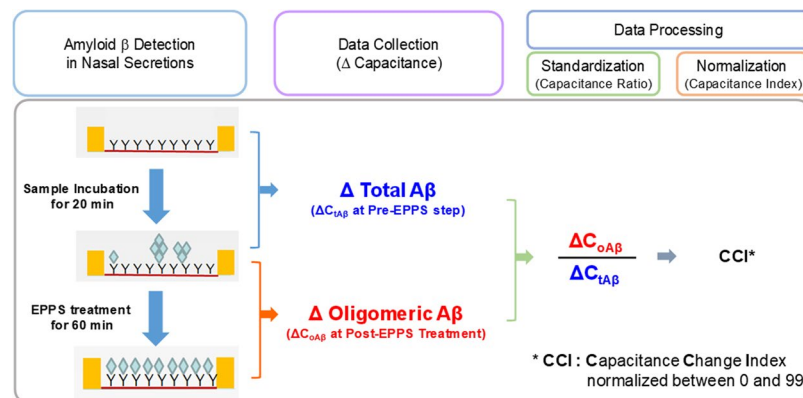 Amyloid β Detection
in Nasal Secretions
Data Collection
(Δ Capacitance)
Data Processing
Standardization
(Capacitance Ratio)
Normalization
(Capacitance Index)
Y Y Y Y Y Y Y Y Y
Sample Incubation
for 20 min
Δ Total Aβ
(ΔCtAβ at Pre-EPPS step)
Y Y Y Y Y Y Y Y Y
EPPS treatment
for 60 min
Δ Oligomeric Aβ
(ΔCoAβ at Post-EPPS Treatment)
Y Y Y Y Y Y Y Y Y
ΔCoAβ
ΔCtAβ
CCI*
* CCI : Capacitance Change Index
normalized between 0 and 99